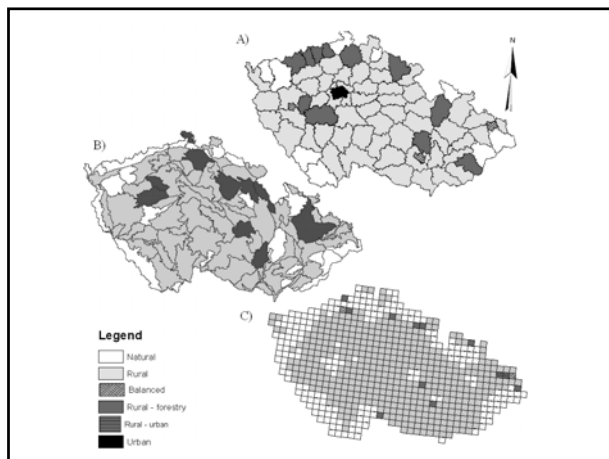 A)
N
B)
C)
Legend
Natural
Rural
Balanced
Rural - forestry
Rural - urban
Urban